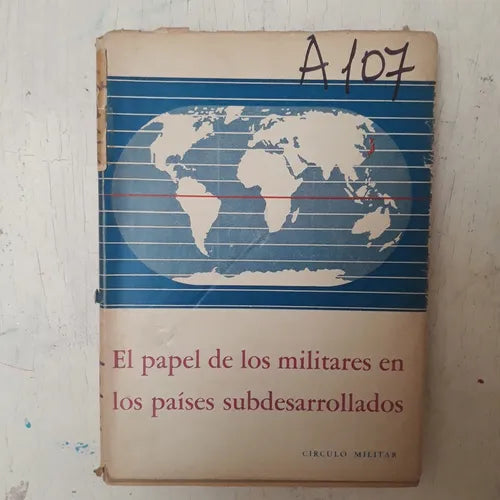 A 107
El papel de los militares en
los países subdesarrollados
CIRCULO MILITAR